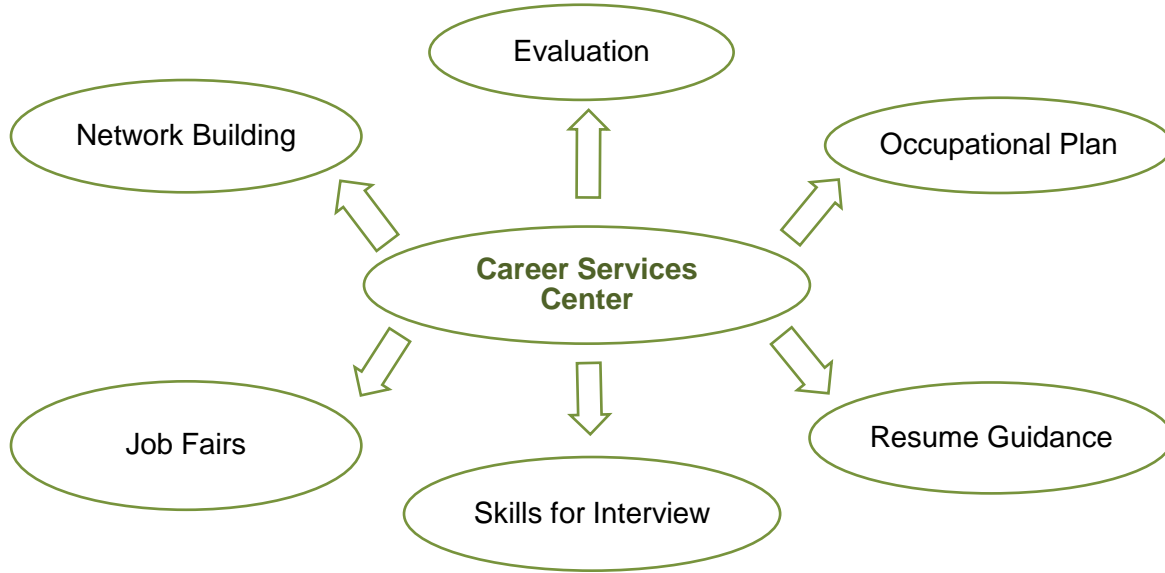 Evaluation
Network Building
Occupational Plan
Career Services
Center
Job Fairs
Resume Guidance
Skills for Interview